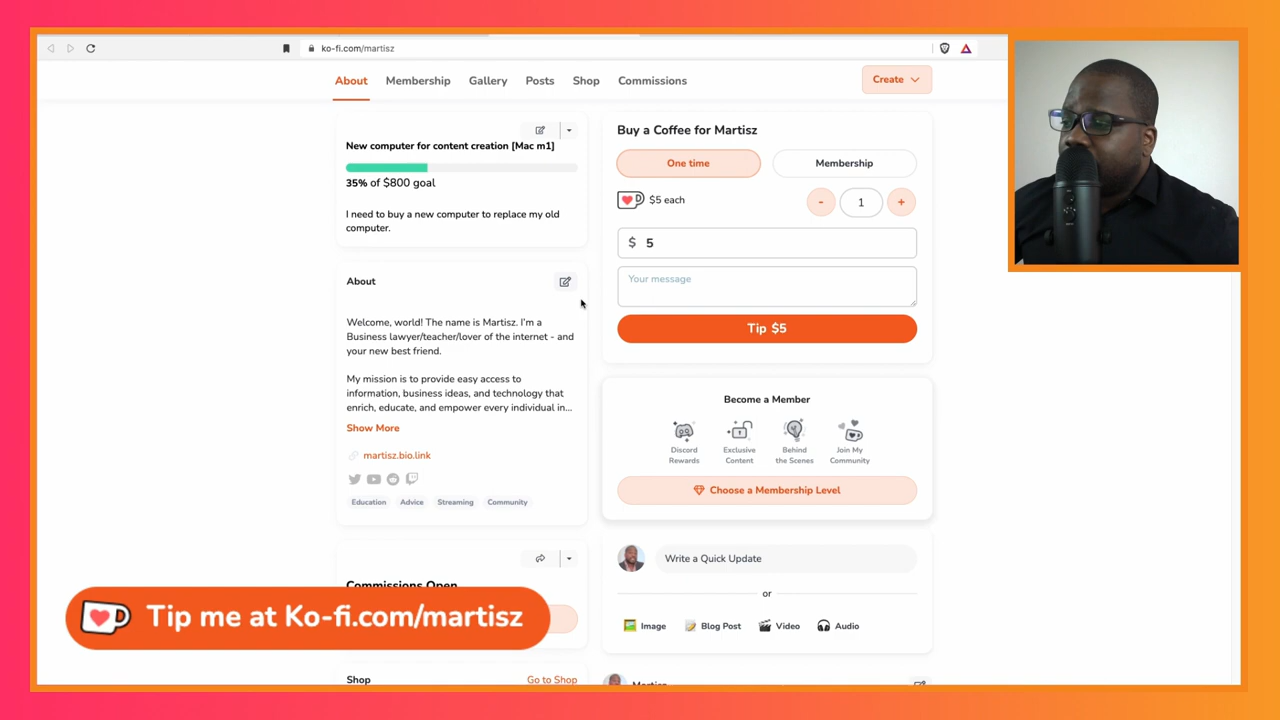 ko-fi.com/martisz
About Membership Gallery Posts Shop Commissions
Create
New computer for content creation [Mac m1]
35% of $800 goal
I need to buy a new computer to replace my old
computer.
About
Welcome, world! The name is Martisz. I'm a
Business lawyer/teacher/lover of the internet - and
your new best friend.
My mission is to provide easy access to
information, business ideas, and technology that
enrich, educate, and empower every individual in...
Show More
martisz.bio.link
Education Advice Streaming Community
Commissions Open
Shop Go to Shop
Buy a Coffee for Martisz
One time Membership
$5 each - 1 +
$ 5
Your message
Tip $5
Become a Member
Discord
Rewards
Exclusive
Content
Behind
the Scenes
Join My
Community
Choose a Membership Level
Write a Quick Update
or
Image Blog Post Video Audio
Martisz
Tip me at Ko-fi.com/martisz